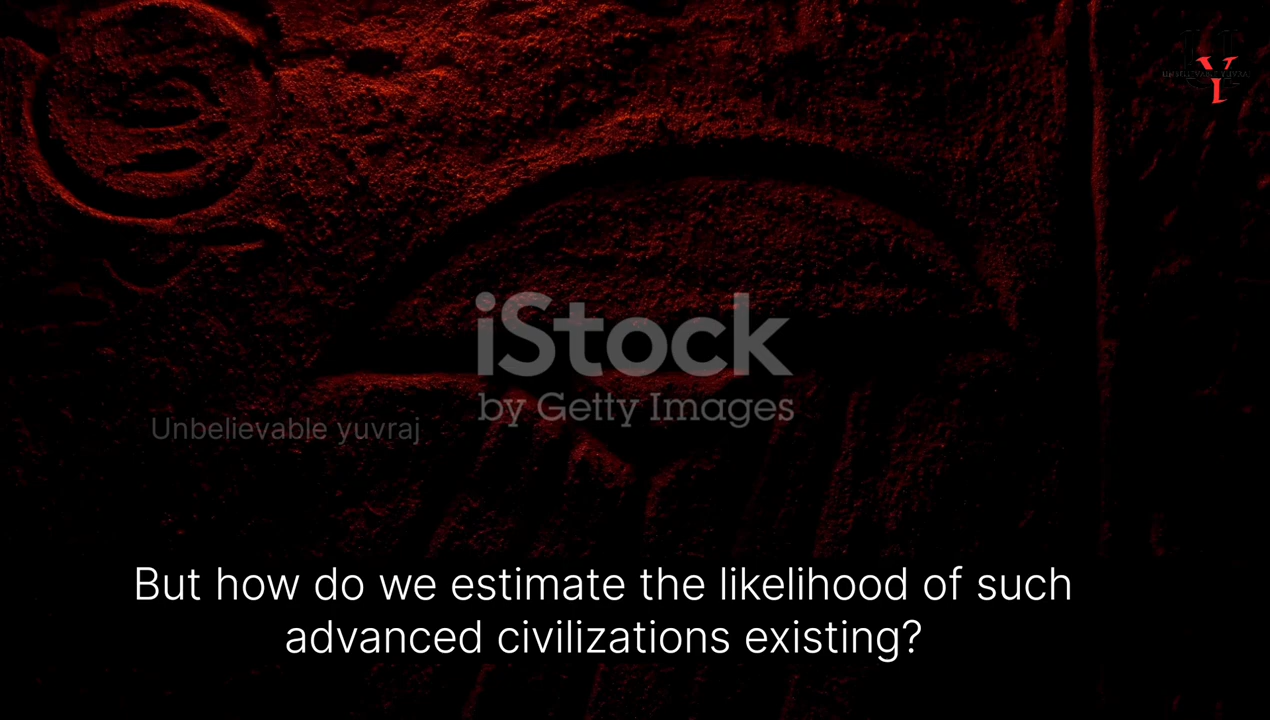 iStock
by Getty Images
Unbelievable yuvraj
But how do we estimate the likelihood of such
advanced civilizations existing?